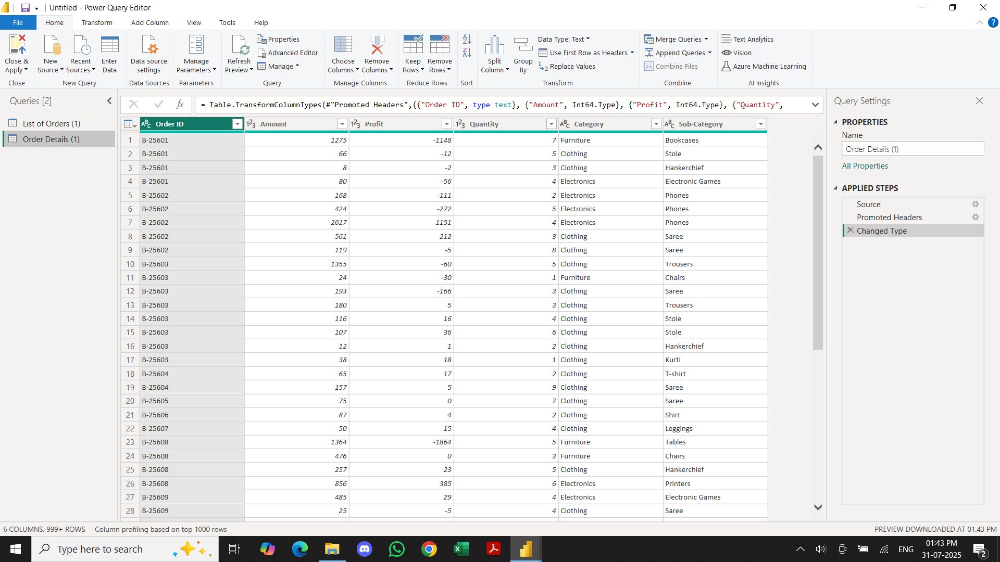 Untitled - Power Query Editor
File Home Transform Add Column View Tools Help
Close & Apply
New Source
Recent Sources
Enter Data
Data source settings
Manage Parameters
Refresh Preview
Properties
Advanced Editor
Manage
Choose Columns
Remove Columns
Keep Rows
Remove Rows
Split Column
Group By
Data Type: Text
Use First Row as Headers
Replace Values
Merge Queries
Append Queries
Combine Files
Text Analytics
Vision
Azure Machine Learning
Close New Query Data Sources Parameters Query Manage Columns Reduce Rows Sort Transform Combine AI Insights
Queries [2]
List of Orders (1)
Order Details (1)
fx = Table.TransformColumnTypes(#"Promoted Headers",{{"Order ID", type text}, {"Amount", Int64.Type}, {"Profit", Int64.Type}, {"Quantity",
ABC Order ID 123 Amount 123 Profit 123 Quantity ABC Category ABC Sub-Category
1 B-25601 1275 -1148 7 Furniture Bookcases
2 B-25601 66 -12 5 Clothing Stole
3 B-25601 8 -2 3 Clothing Hankerchief
4 B-25601 80 -56 4 Electronics Electronic Games
5 B-25602 168 -111 2 Electronics Phones
6 B-25602 424 -272 5 Electronics Phones
7 B-25602 2617 1151 4 Electronics Phones
8 B-25602 561 212 3 Clothing Saree
9 B-25602 119 -5 8 Clothing Saree
10 B-25603 1355 -60 5 Clothing Trousers
11 B-25603 24 -30 1 Furniture Chairs
12 B-25603 193 -166 3 Clothing Saree
13 B-25603 180 5 3 Clothing Trousers
14 B-25603 116 16 4 Clothing Stole
15 B-25603 107 36 6 Clothing Stole
16 B-25603 12 1 2 Clothing Hankerchief
17 B-25603 38 18 1 Clothing Kurti
18 B-25604 65 17 2 Clothing T-shirt
19 B-25604 157 5 9 Clothing Saree
20 B-25605 75 0 7 Clothing Saree
21 B-25606 87 4 2 Clothing Shirt
22 B-25607 50 15 4 Clothing Leggings
23 B-25608 1364 -1864 5 Furniture Tables
24 B-25608 476 0 3 Furniture Chairs
25 B-25608 257 23 5 Clothing Hankerchief
26 B-25608 856 385 6 Electronics Printers
27 B-25609 485 29 4 Electronics Electronic Games
28 B-25609 25 -5 4 Clothing Saree
Query Settings
PROPERTIES
Name
Order Details (1)
All Properties
APPLIED STEPS
Source
Promoted Headers
Changed Type
6 COLUMNS, 999+ ROWS Column profiling based on top 1000 rows PREVIEW DOWNLOADED AT 01.43 PM
Type here to search
ENG
01:43 PM
31-07-2025
2